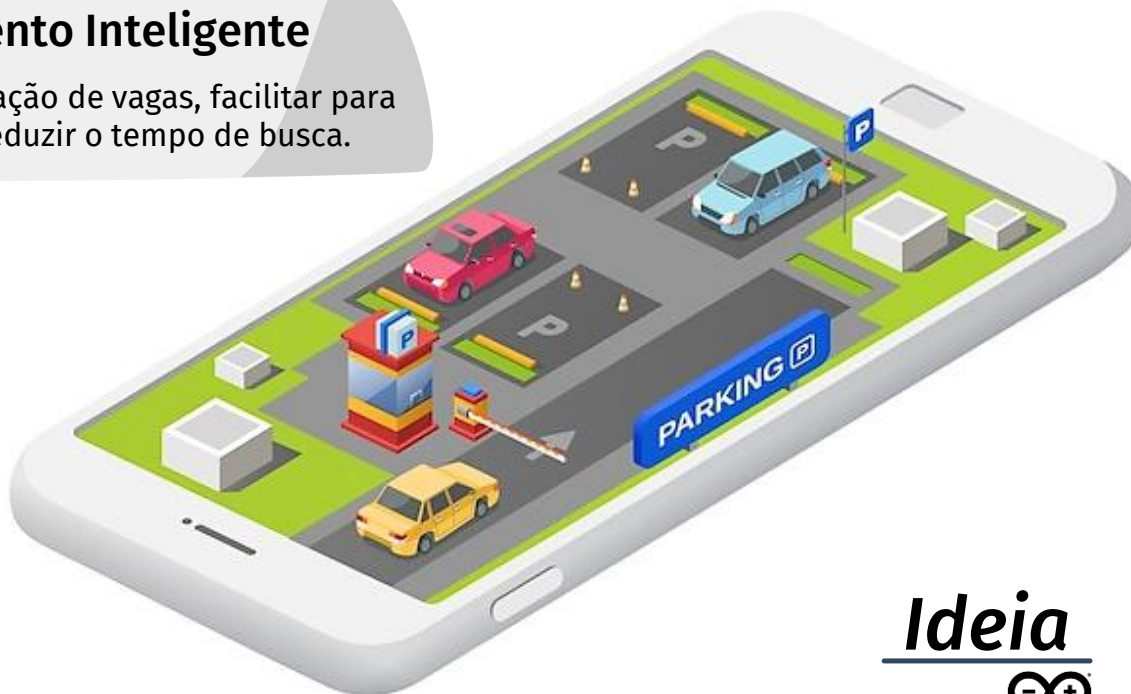 ento Inteligente
ação de vagas, facilitar para
eduzir o tempo de busca.
P
P
P
P
PARKING P
Ideia